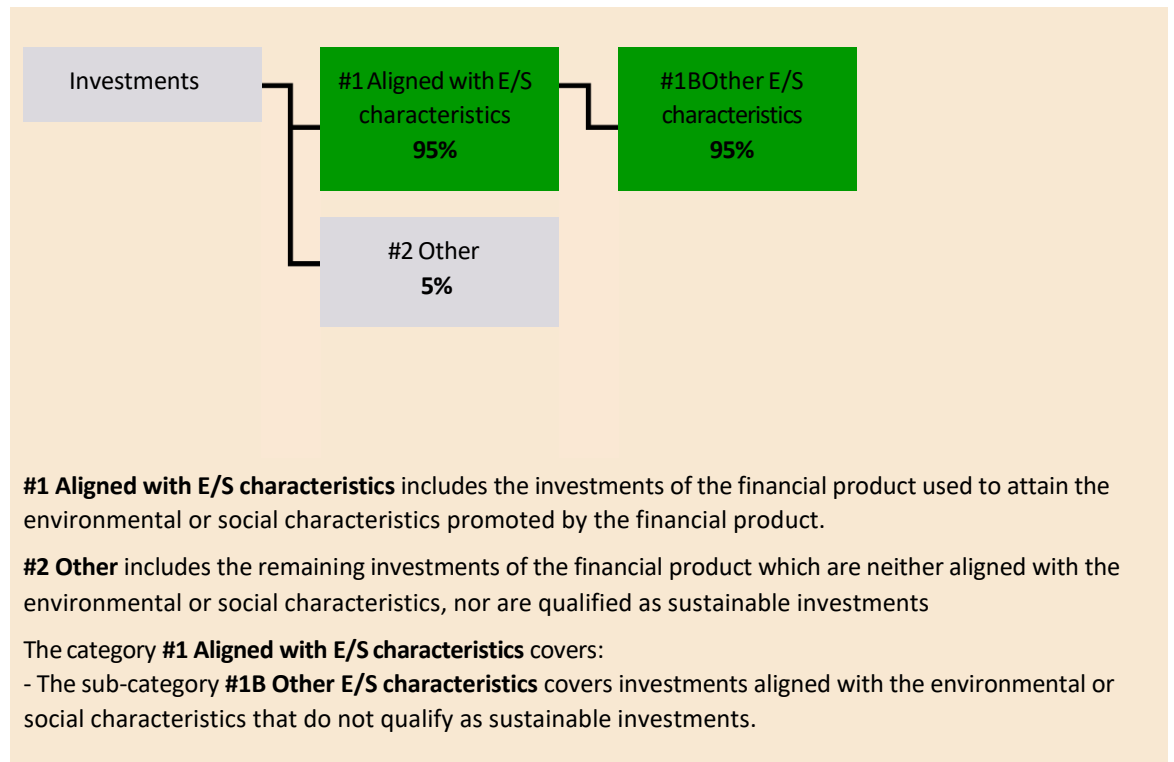 Investments
#1 Aligned with E/S
characteristics
95%
#1BOther E/S
characteristics
95%
#2 Other
5%
#1 Aligned with E/S characteristics includes the investments of the financial product used to attain the
environmental or social characteristics promoted by the financial product.
#2 Other includes the remaining investments of the financial product which are neither aligned with the
environmental or social characteristics, nor are qualified as sustainable investments
The category #1 Aligned with E/S characteristics covers:
- The sub-category #1B Other E/S characteristics covers investments aligned with the environmental or
social characteristics that do not qualify as sustainable investments.